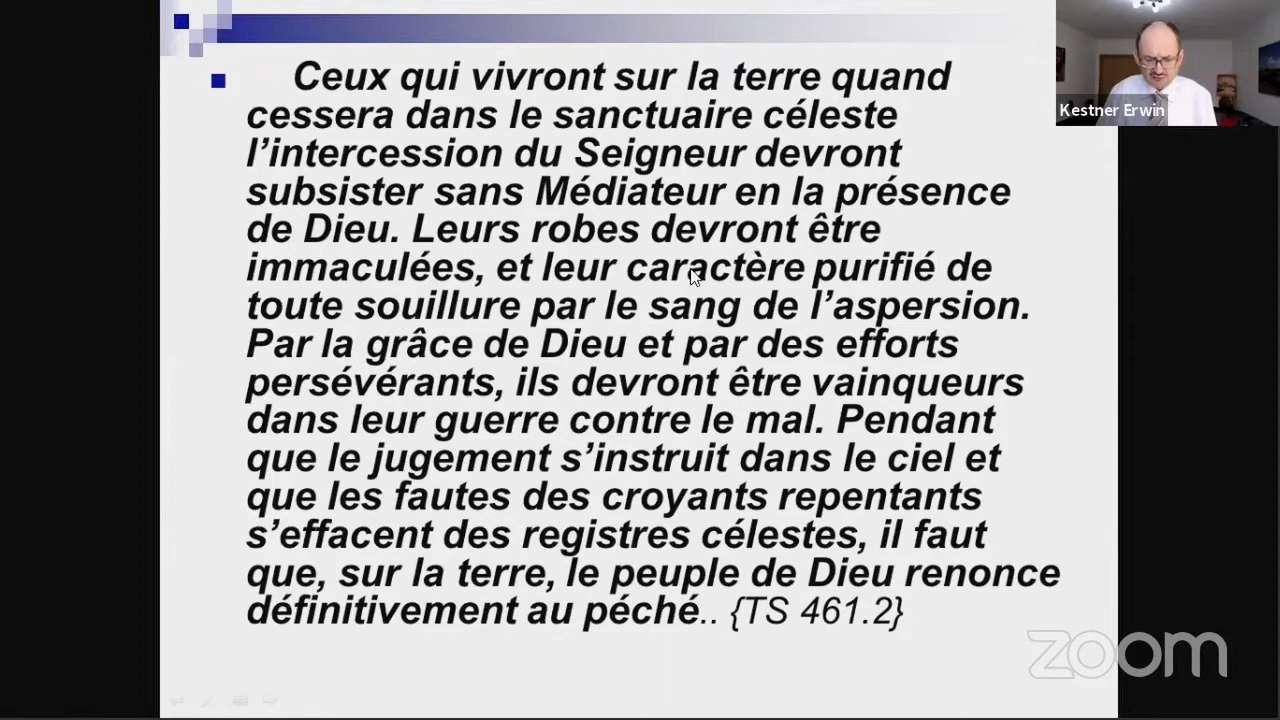 Ceux qui vivront sur la terre quand
cessera dans le sanctuaire céleste
l’intercession du Seigneur devront
subsister sans Médiateur en la présence
de Dieu. Leurs robes devront être
immaculées, et leur caractère purifié de
toute souillure par le sang de l’aspersion.
Par la grâce de Dieu et par des efforts
persévérants, ils devront être vainqueurs
dans leur guerre contre le mal. Pendant
que le jugement s’instruit dans le ciel et
que les fautes des croyants repentants
s’effacent des registres célestes, il faut
que, sur la terre, le peuple de Dieu renonce
définitivement au péché.. {TS 461.2}
Kestner Erwin
zoom